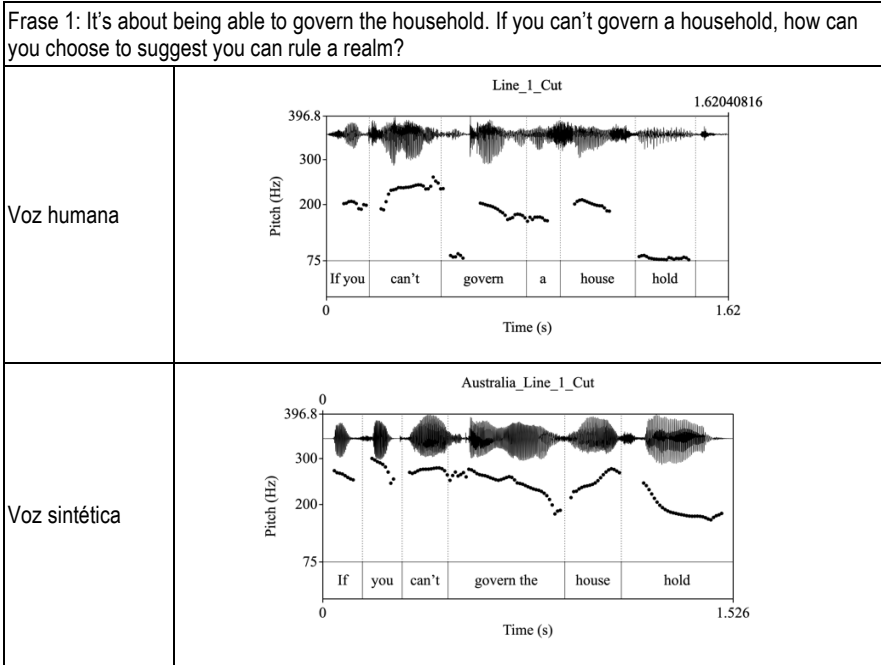 Frase 1: It's about being able to govern the household. If you can't govern a household, how can
you choose to suggest you can rule a realm?
Voz humana
Line_1_Cut
1.62040816
396.8
300
200
75
Pitch (Hz)
If you can't govern a house hold
0 1.62
Time (s)
Voz sintética
Australia_Line_1_Cut
0
396.8
300
200
75
Pitch (Hz)
If you can't govern the house hold
0 1.526
Time (s)